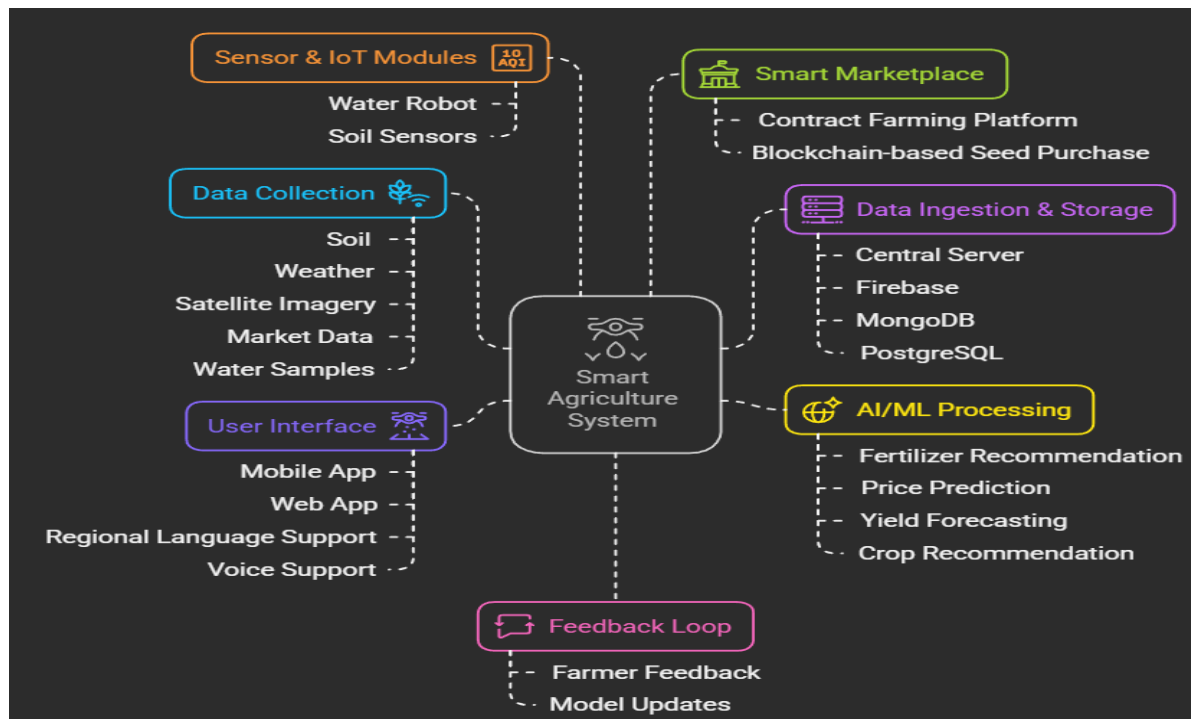 Sensor & IoT Modules
10
AQI
Water Robot
Soil Sensors
Smart Marketplace
Contract Farming Platform
Blockchain-based Seed Purchase
Data Collection
Soil
Weather
Satellite Imagery
Market Data
Water Samples
Data Ingestion & Storage
Central Server
Firebase
MongoDB
PostgreSQL
Smart
Agriculture
System
User Interface
Mobile App
Web App
Regional Language Support
Voice Support
AI/ML Processing
Fertilizer Recommendation
Price Prediction
Yield Forecasting
Crop Recommendation
Feedback Loop
Farmer Feedback
Model Updates